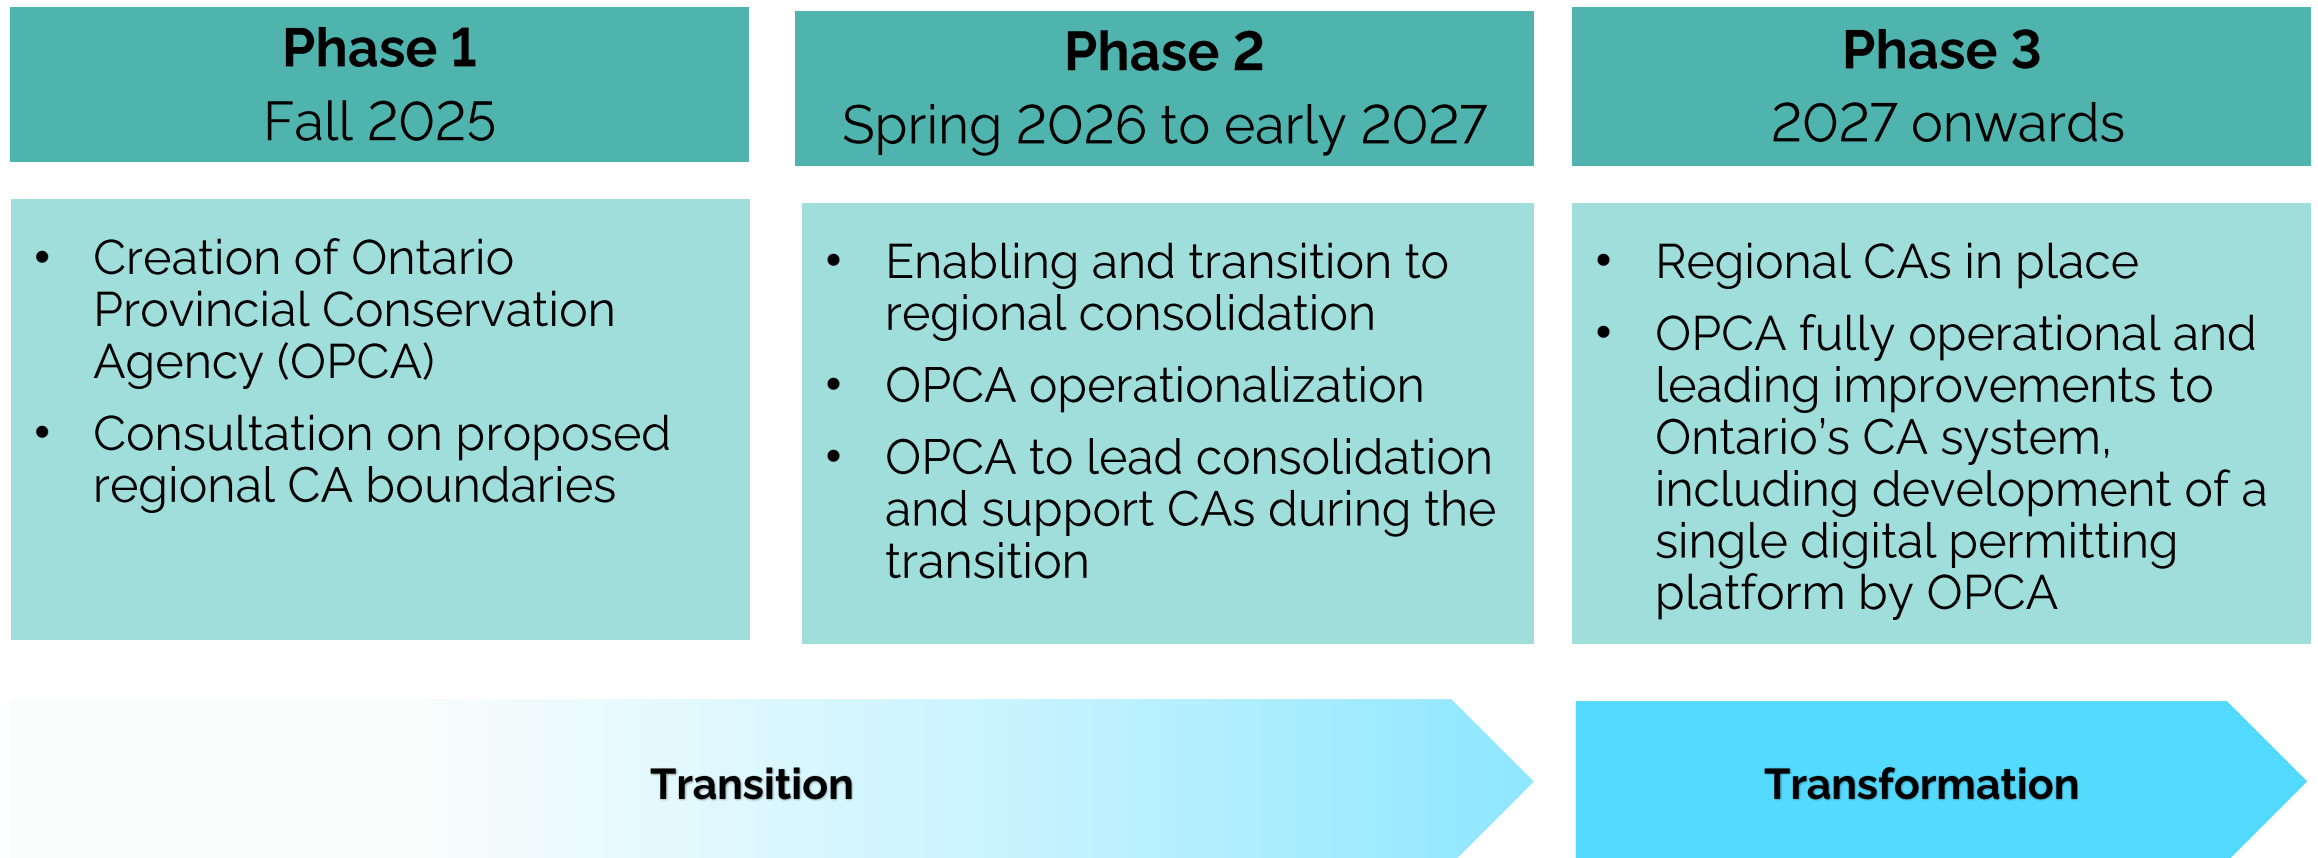 Phase 1
Fall 2025
• Creation of Ontario
Provincial Conservation
Agency (OPCA)
• Consultation on proposed
regional CA boundaries
Phase 2
Spring 2026 to early 2027
• Enabling and transition to
regional consolidation
• OPCA operationalization
• OPCA to lead consolidation
and support CAs during the
transition
Phase 3
2027 onwards
• Regional CAs in place
• OPCA fully operational and
leading improvements to
Ontario’s CA system,
including development of a
single digital permitting
platform by OPCA
Transition
Transformation